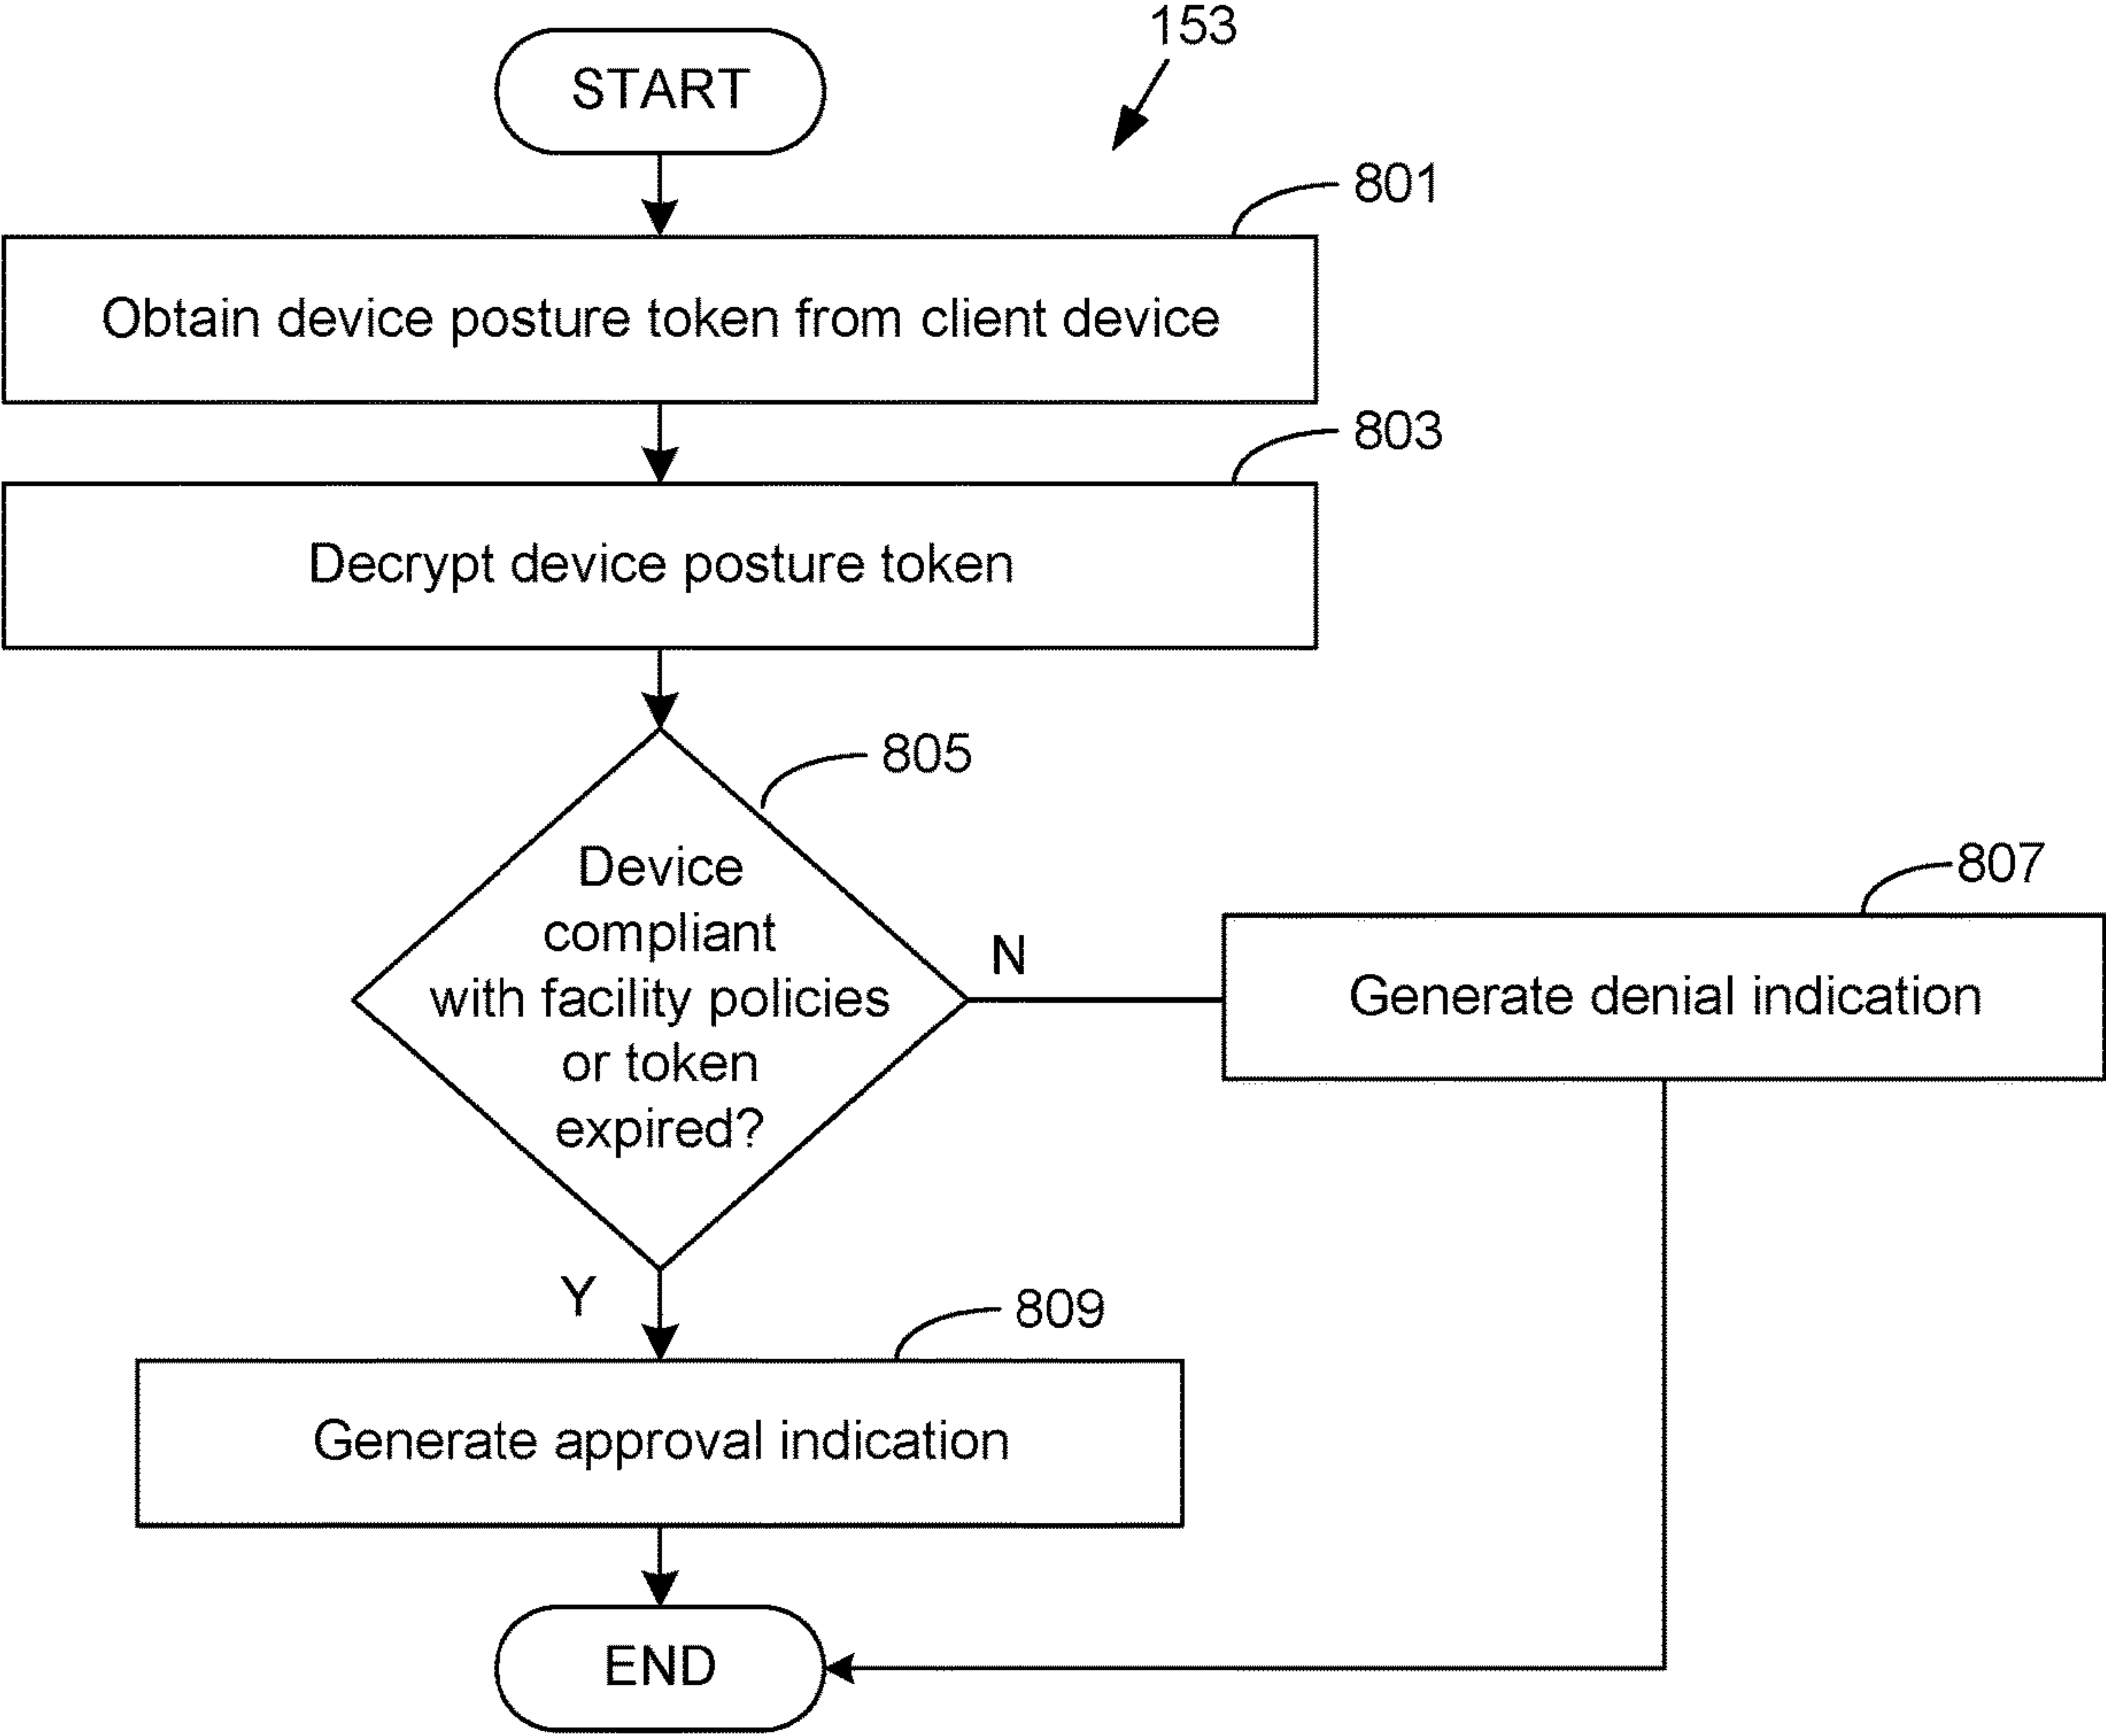 153
START
801
Obtain device posture token from client device
803
Decrypt device posture token
805
Device
compliant
with facility policies
or token
expired?
N
807
Generate denial indication
Y
809
Generate approval indication
END